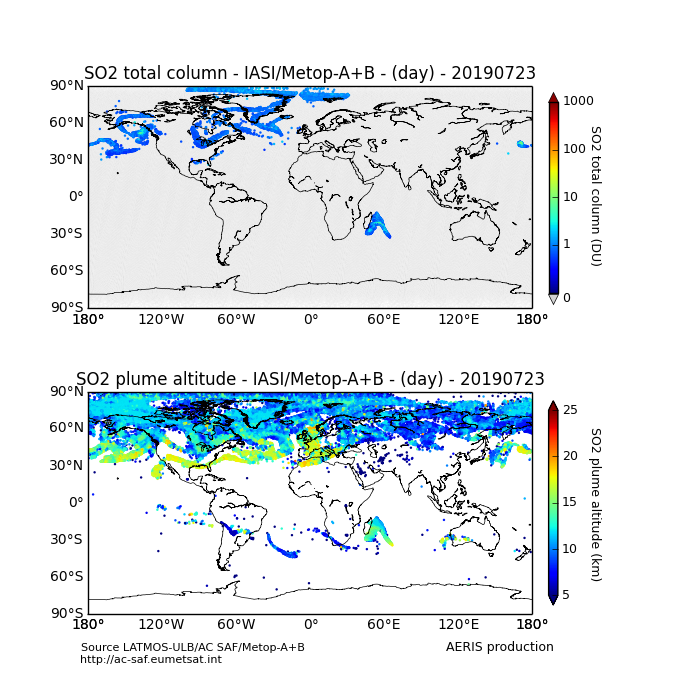 SO2 total column - IASI/Metop-A+B - (day) - 20190723
90°N
60°N
30°N
0°
30°S
60°S
90°S
180° 120°W 60°W 0° 60°E 120°E 180°
1000
100
10
1
0
SO2 total column (DU)
SO2 plume altitude - IASI/Metop-A+B - (day) - 20190723
90°N
60°N
30°N
0°
30°S
60°S
90°S
180° 120°W 60°W 0° 60°E 120°E 180°
25
20
15
10
5
SO2 plume altitude (km)
Source LATMOS-ULB/AC SAF/Metop-A+B
http://ac-saf.eumetsat.int
AERIS production